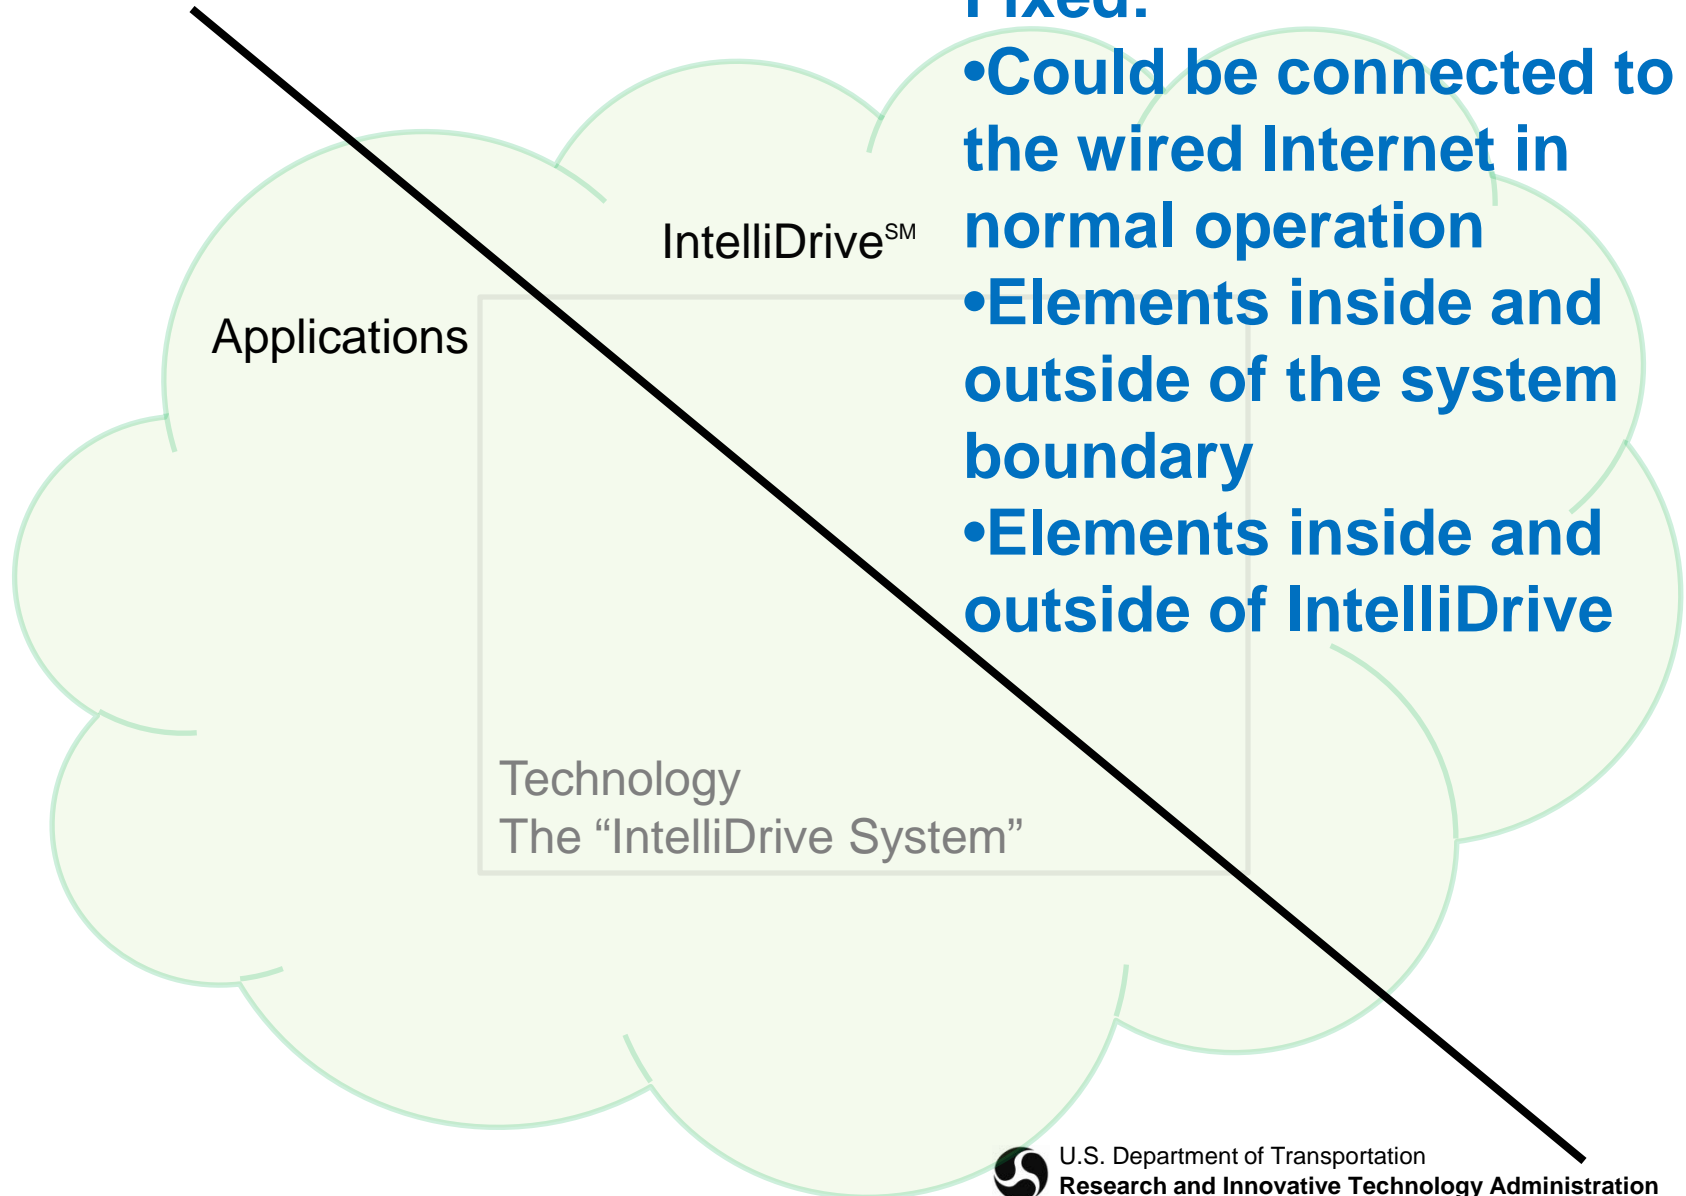 Fixed:
•Could be connected to
the wired Internet in
normal operation
•Elements inside and
outside of the system
boundary
•Elements inside and
outside of IntelliDrive
IntelliDriveSM
Applications
Technology
The “IntelliDrive System”
U.S. Department of Transportation
Research and Innovative Technology Administration